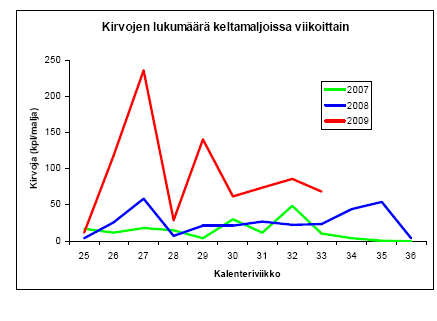 Kirvojen lukumäärä keltamaljoissa viikoittain
250
200
150
100
50
0
Kirvoja (kpl/malja)
2007
2008
2009
25 26 27 28 29 30 31 32 33 34 35 36
Kalenteriviikko